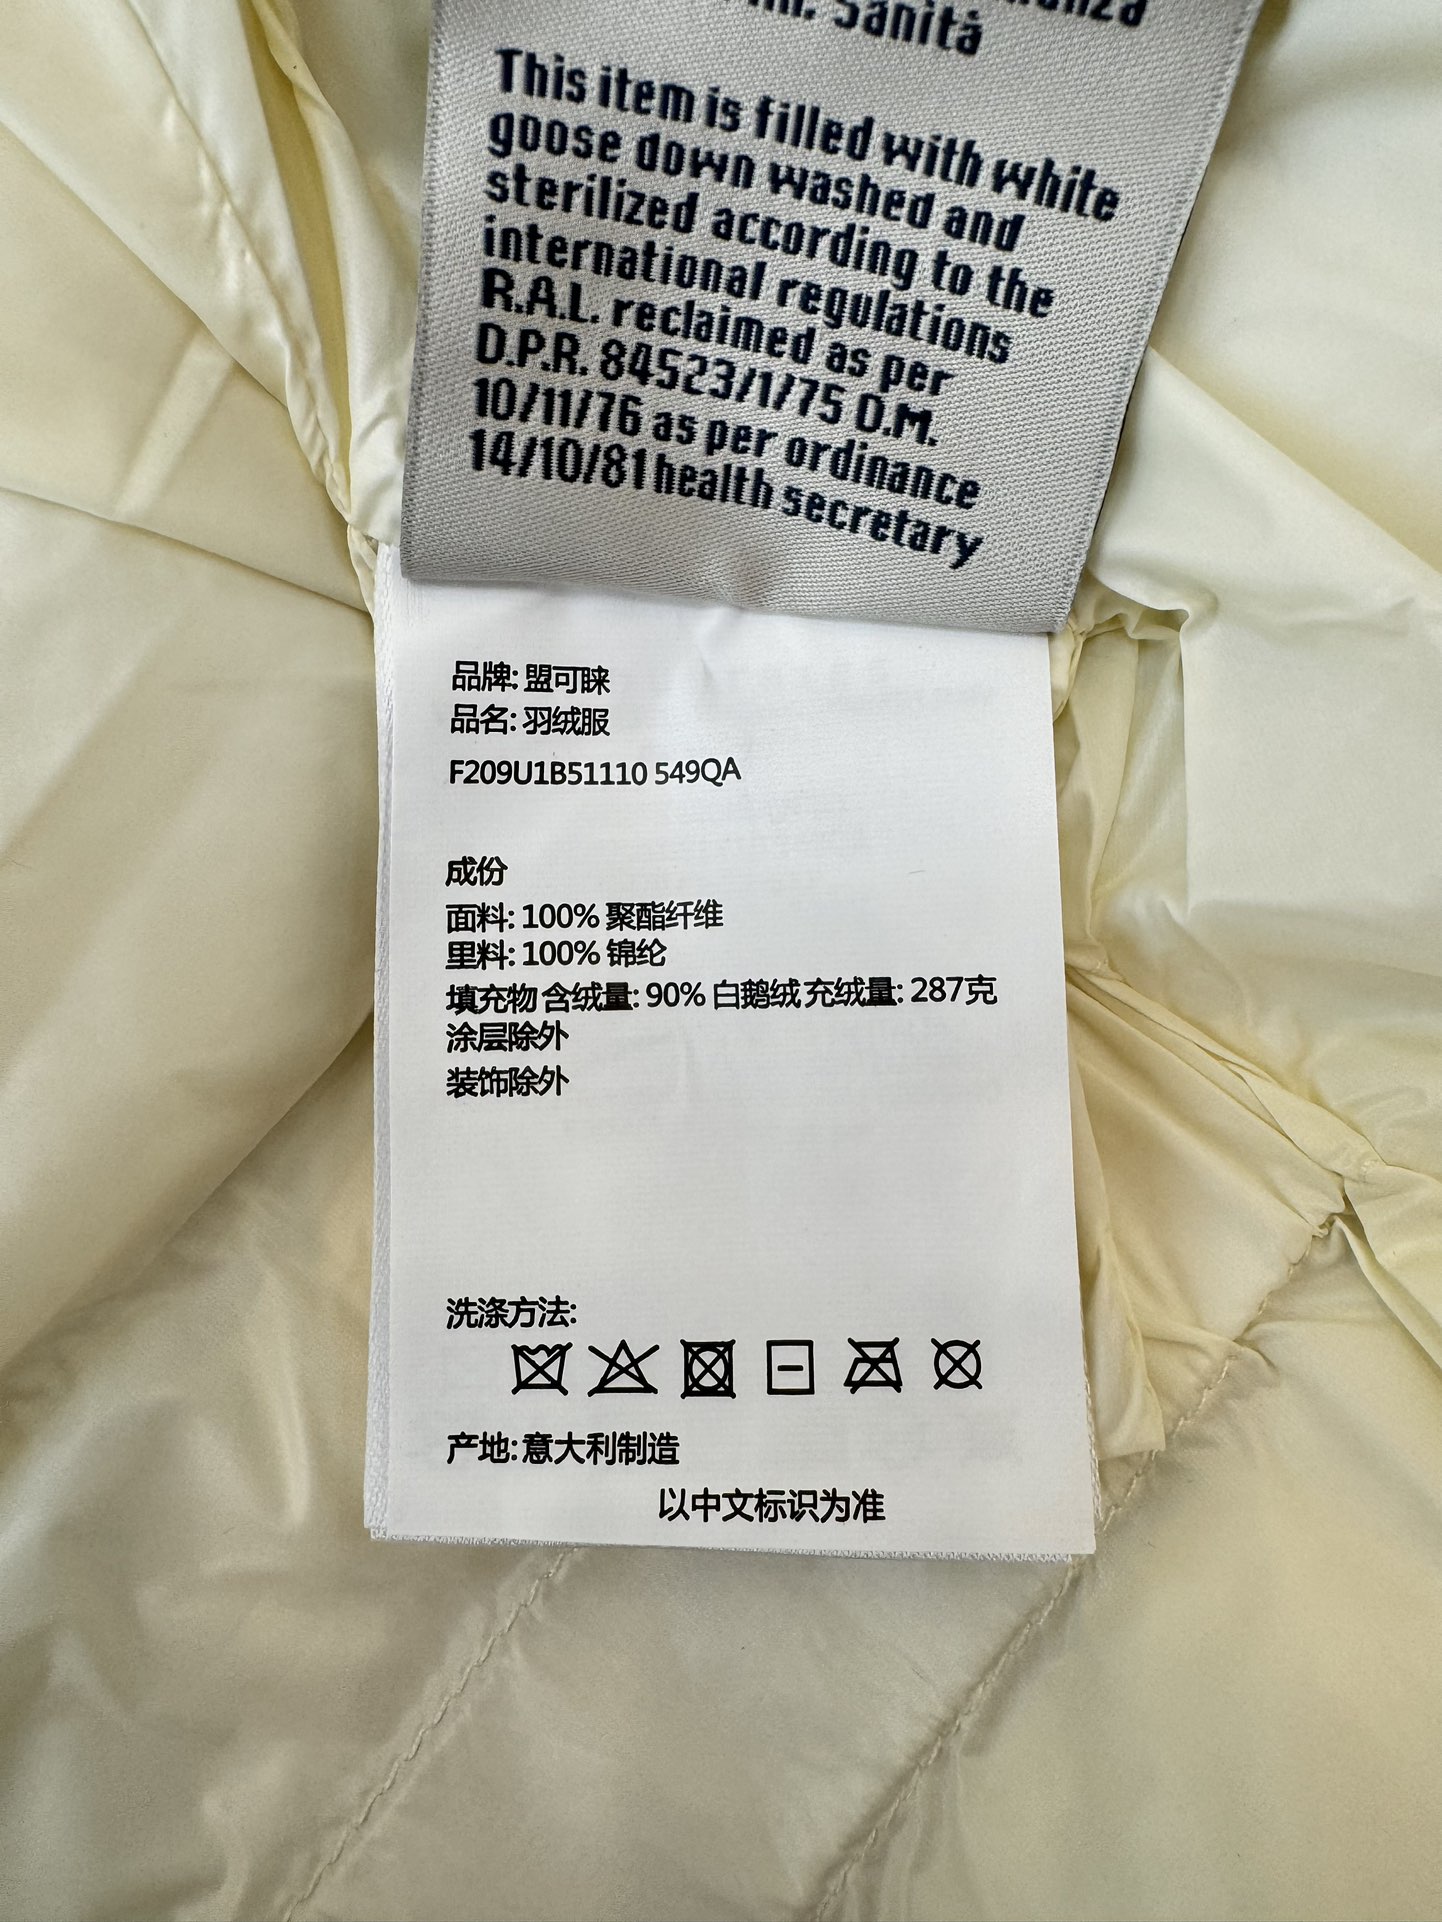 Sanitá
This item is filled with white
goose down washed and
sterilized according to the
international regulations
R.A.L. reclaimed as per
D.P.R. 84523/1/75 O.M.
10/11/76 as per ordinance
14/10/81 health secretary
品牌: 盟可睐
品名: 羽绒服
F209U1B51110 549QA
成份
面料: 100% 聚酯纤维
里料: 100% 锦纶
填充物 含绒量: 90% 白鹅绒 充绒量: 287克
涂层除外
装饰除外
洗涤方法:
产地: 意大利制造
以中文标识为准